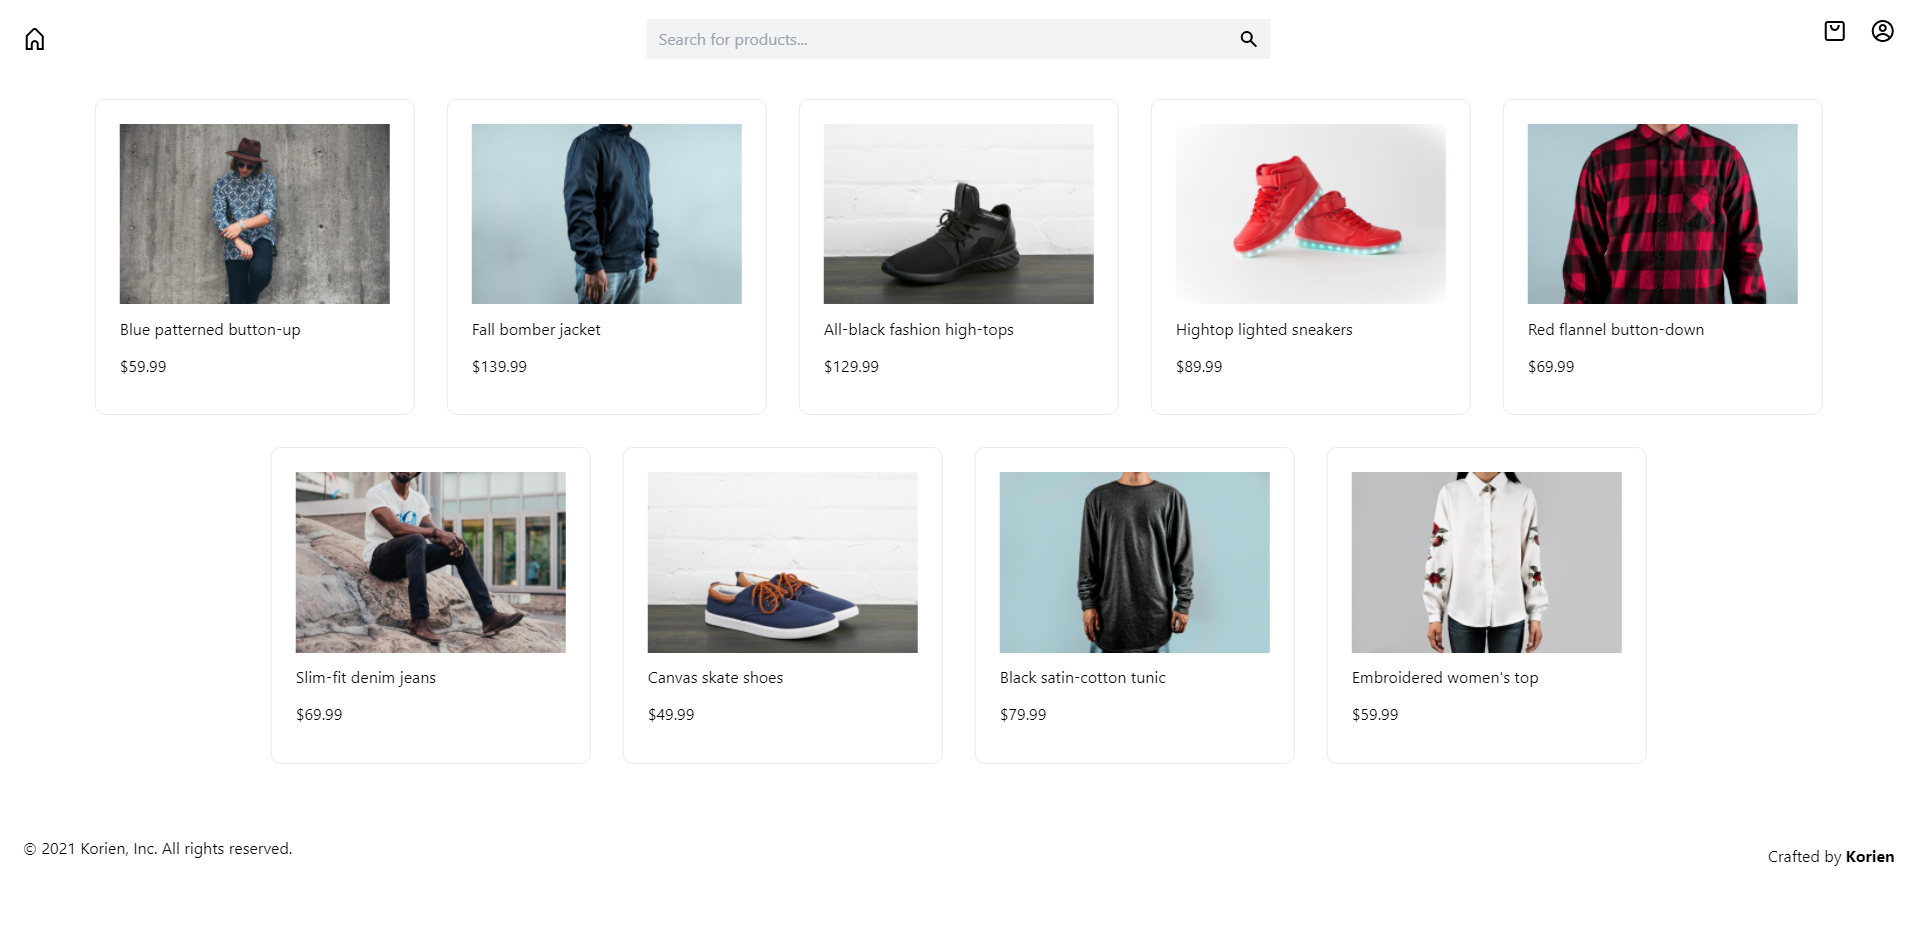 Search for products...
Blue patterned button-up
$59.99
Fall bomber jacket
$139.99
All-black fashion high-tops
$129.99
Hightop lighted sneakers
$89.99
Red flannel button-down
$69.99
Slim-fit denim jeans
$69.99
Canvas skate shoes
$49.99
Black satin-cotton tunic
$79.99
Embroidered women's top
$59.99
© 2021 Korien, Inc. All rights reserved.
Crafted by Korien